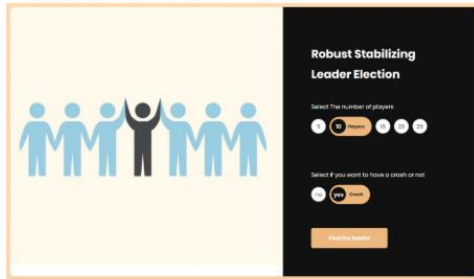 Robust Stabilizing
Leader Election
Select The number of players
5 10 Players 15 20 25
Select if you want to have a crash or not
no yes Crash
Find the leader